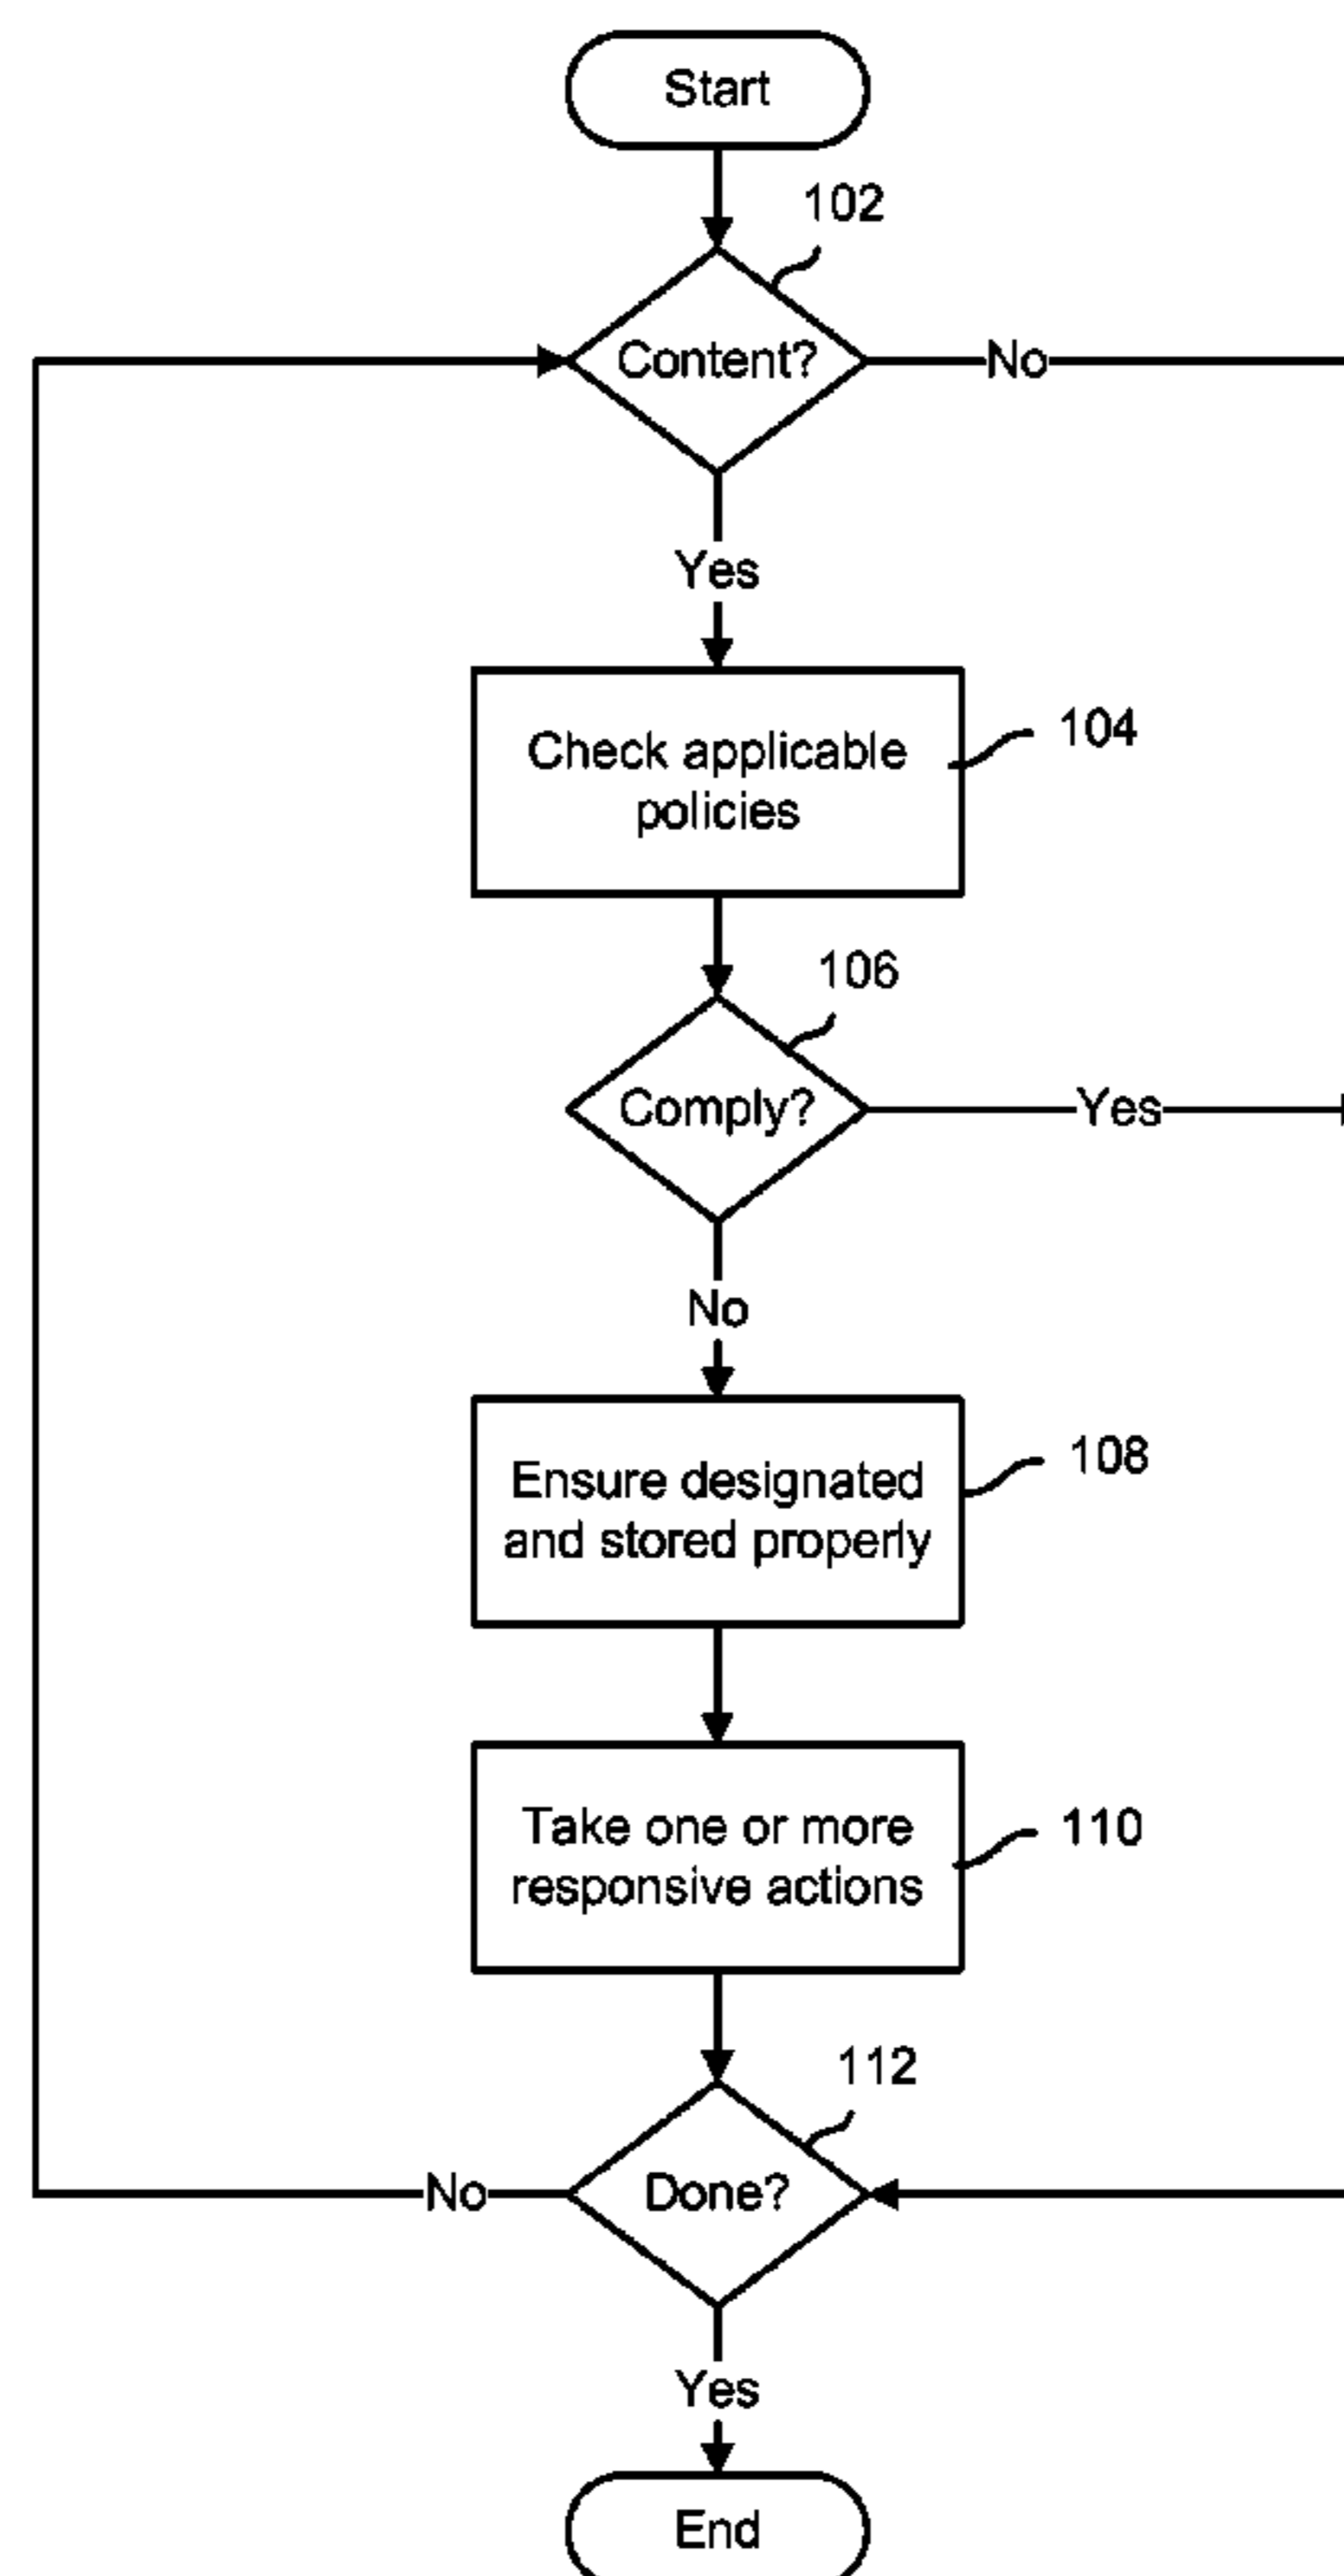 Start
102
Content?
No
Yes
Check applicable
policies
104
106
Comply?
Yes
No
Ensure designated
and stored properly
108
Take one or more
responsive actions
110
112
Done?
No
Yes
End